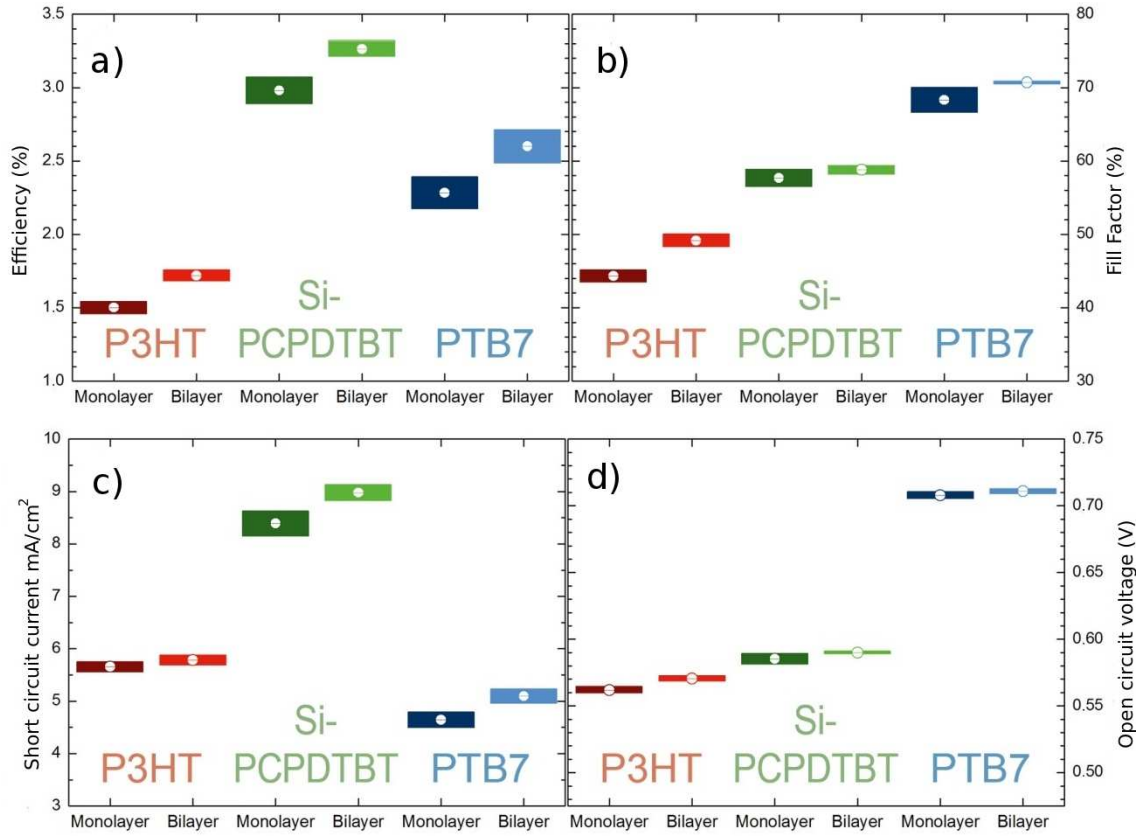 a)
Efficiency (%)
3.5
3.0
2.5
2.0
1.5
1.0
Si-
P3HT PCPDTBT PTB7
Monolayer Bilayer Monolayer Bilayer Monolayer Bilayer
b)
Fill Factor (%)
80
70
60
50
40
30
Si-
P3HT PCPDTBT PTB7
Monolayer Bilayer Monolayer Bilayer Monolayer Bilayer
c)
Short circuit current mA/cm²
10
9
8
7
6
5
4
3
Si-
P3HT PCPDTBT PTB7
Monolayer Bilayer Monolayer Bilayer Monolayer Bilayer
d)
Open circuit voltage (V)
0.75
0.70
0.65
0.60
0.55
0.50
Si-
P3HT PCPDTBT PTB7
Monolayer Bilayer Monolayer Bilayer Monolayer Bilayer